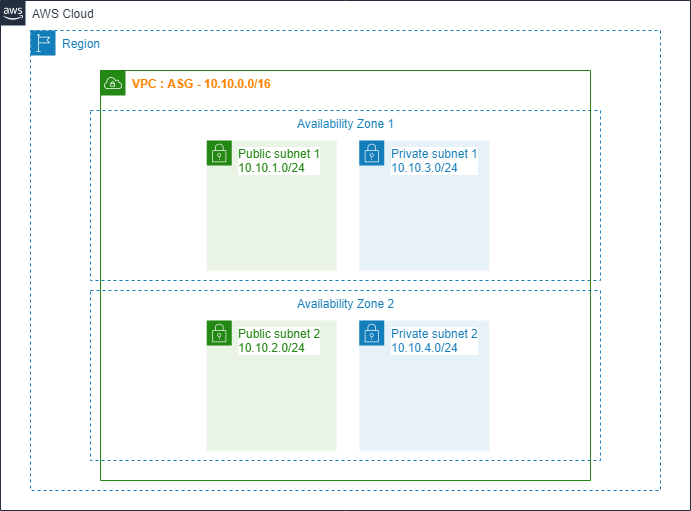 aws
AWS Cloud
Region
VPC : ASG - 10.10.0.0/16
Availability Zone 1
Public subnet 1
10.10.1.0/24
Private subnet 1
10.10.3.0/24
Availability Zone 2
Public subnet 2
10.10.2.0/24
Private subnet 2
10.10.4.0/24